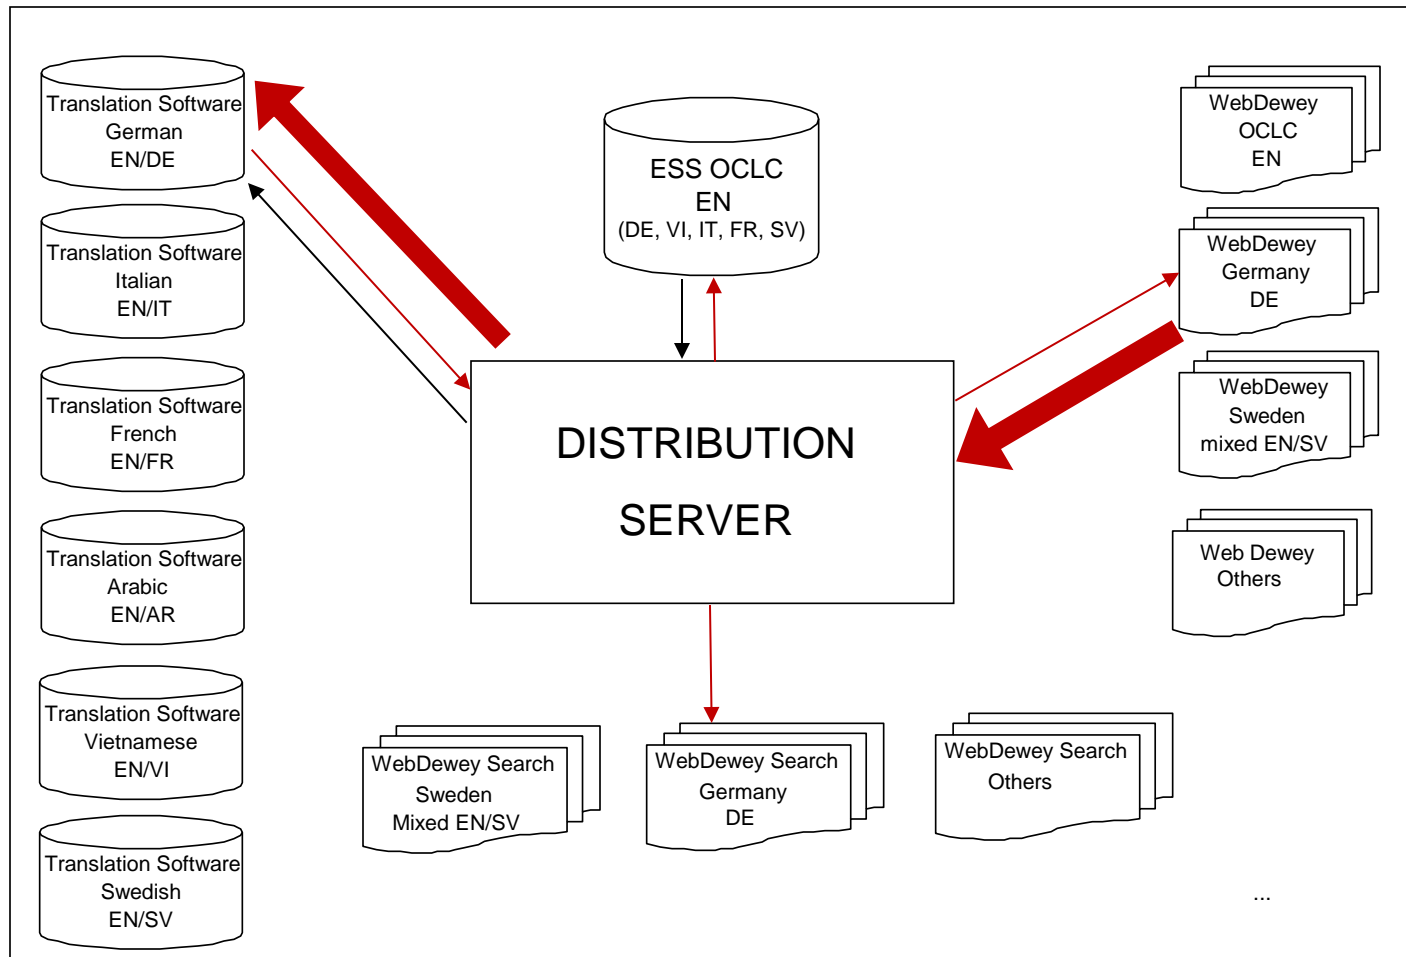 Translation Software
German
EN/DE
Translation Software
Italian
EN/IT
Translation Software
French
EN/FR
Translation Software
Arabic
EN/AR
Translation Software
Vietnamese
EN/VI
Translation Software
Swedish
EN/SV
ESS OCLC
EN
(DE, VI, IT, FR, SV)
DISTRIBUTION
SERVER
WebDewey
OCLC
EN
WebDewey
Germany
DE
WebDewey
Sweden
mixed EN/SV
Web Dewey
Others
WebDewey Search
Sweden
Mixed EN/SV
WebDewey Search
Germany
DE
WebDewey Search
Others
...